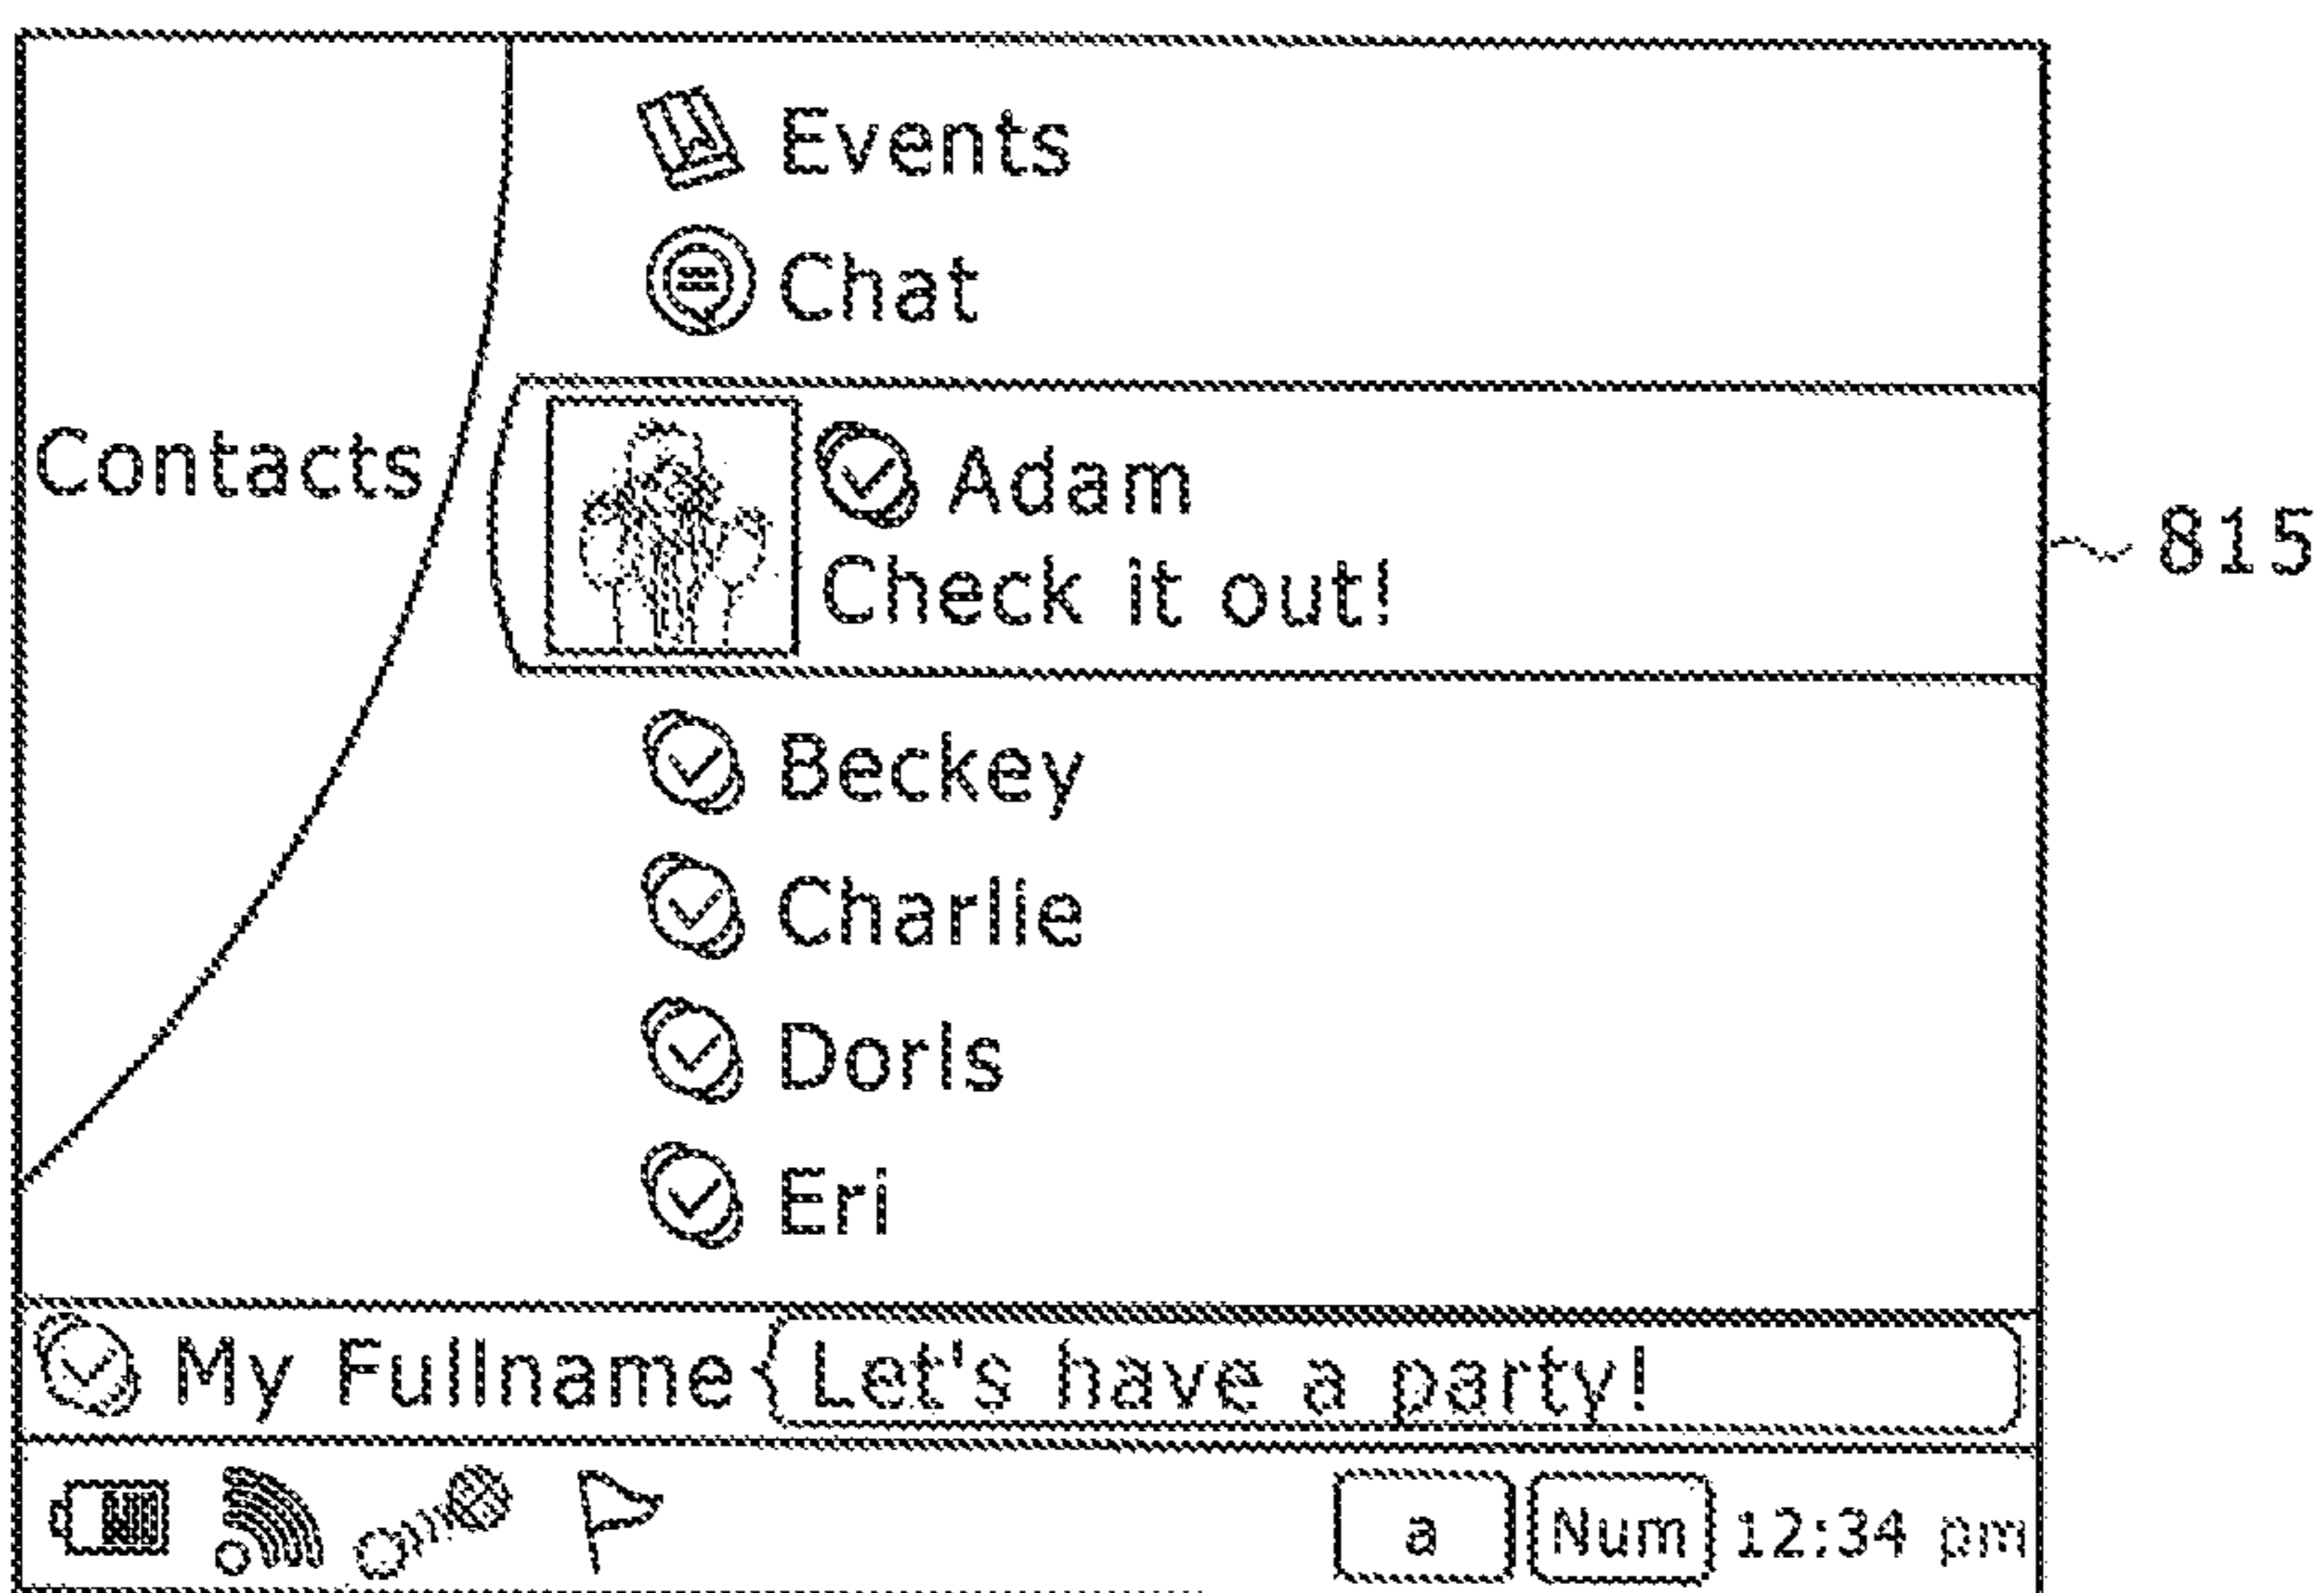 Events
Chat
Contacts
Adam
Check it out!
815
Beckey
Charlie
Dorls
Eri
My Fullname Let's have a party!
a Num 12:34 pm